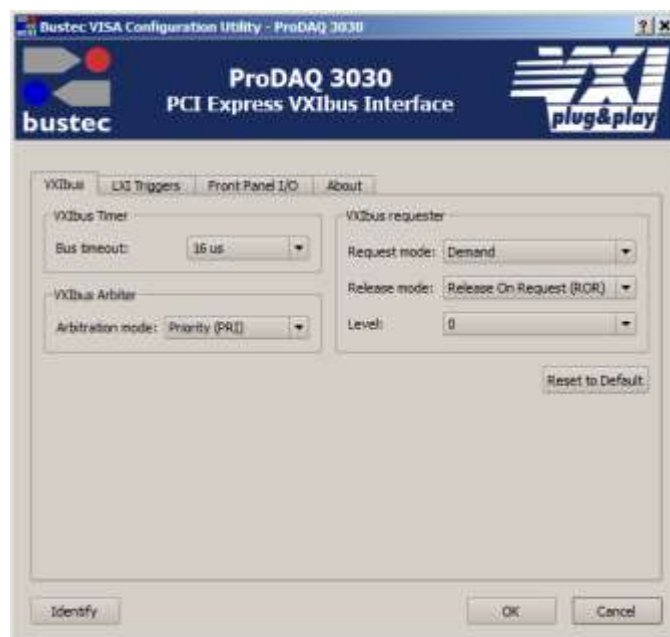 Bustec VISA Configuration Utility - ProDAQ 3030
ProDAQ 3030
PCI Express VXIbus Interface
bustec
VXI
plug&play
VXIbus
LXI Triggers
Front Panel I/O
About
VXIbus Timer
Bus timeout:
16 us
VXIbus Arbiter
Arbitration mode:
Priority (PRI)
VXIbus requester
Request mode:
Demand
Release mode:
Release On Request (ROR)
Level:
0
Reset to Default
Identify
OK
Cancel